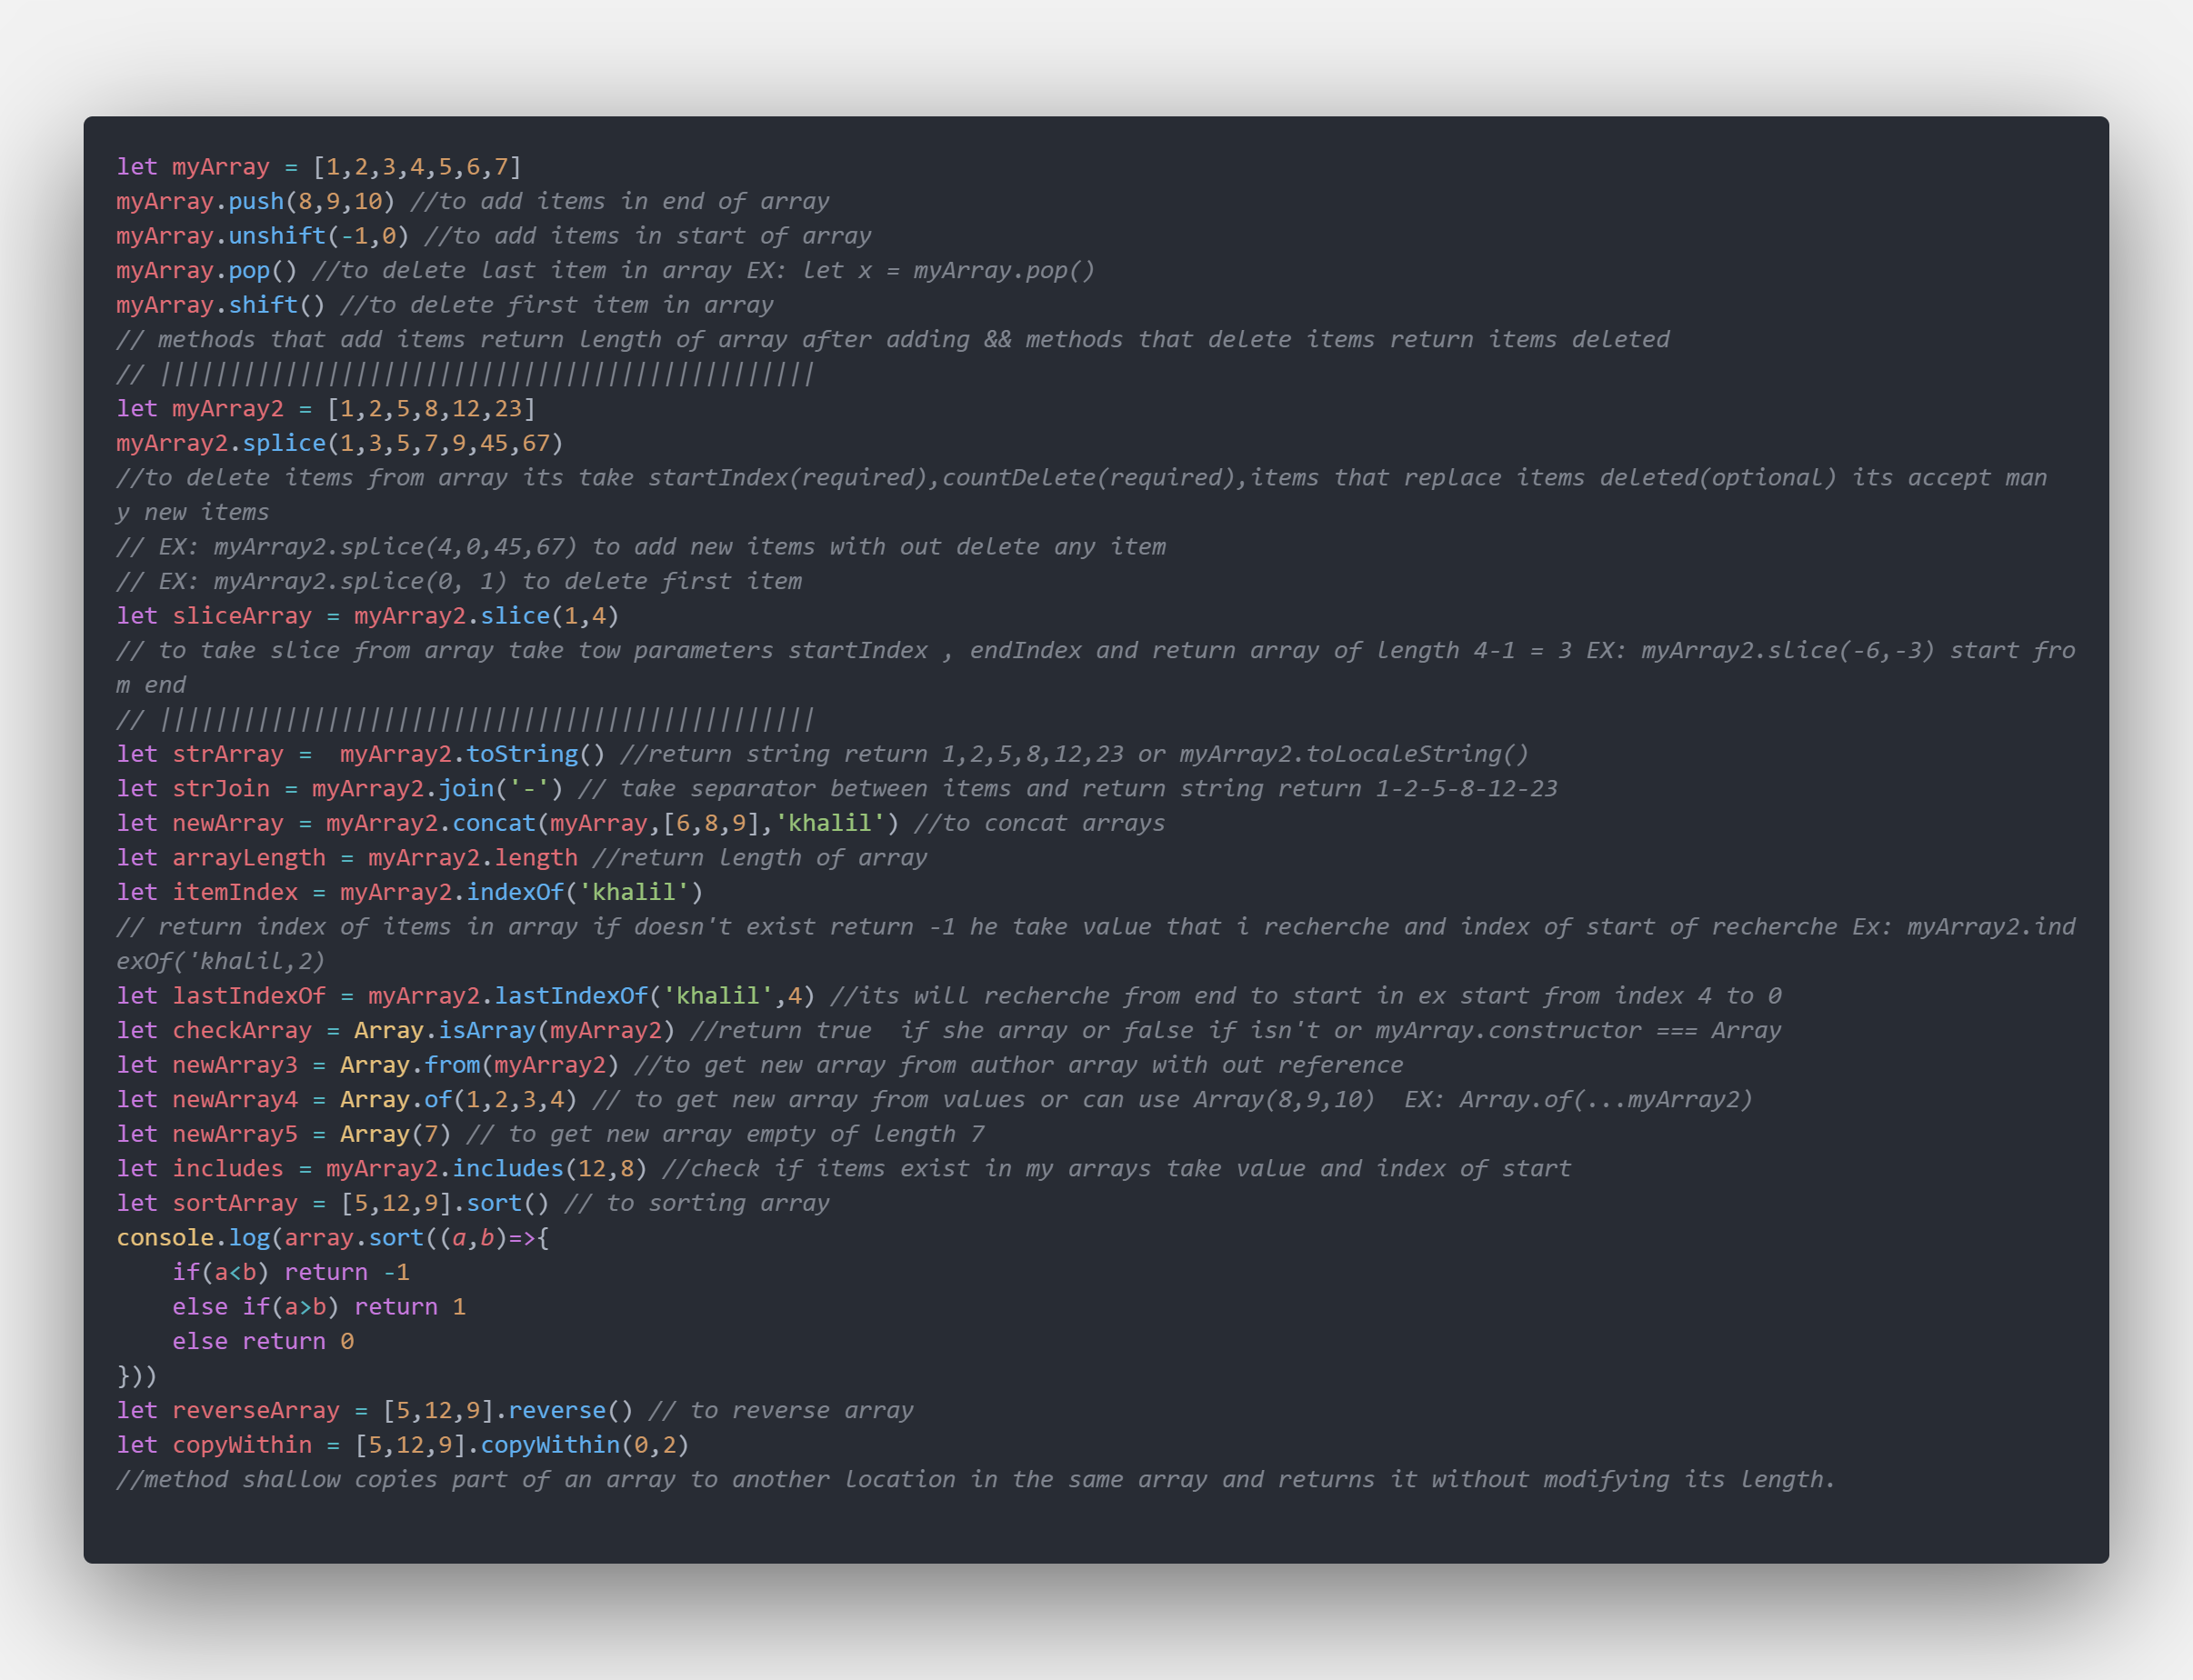 let myArray = [1,2,3,4,5,6,7]
myArray.push(8,9,10) //to add items in end of array
myArray.unshift(-1,0) //to add items in start of array
myArray.pop() //to delete last item in array EX: let x = myArray.pop()
myArray.shift() //to delete first item in array
// methods that add items return length of array after adding && methods that delete items return items deleted
// |||||||||||||||||||||||||||||||||||||||||||||||
let myArray2 = [1,2,5,8,12,23]
myArray2.splice(1,3,5,7,9,45,67)
//to delete items from array its take startIndex(required),countDelete(required),items that replace items deleted(optional) its accept man
y new items
// EX: myArray2.splice(4,0,45,67) to add new items with out delete any item
// EX: myArray2.splice(0, 1) to delete first item
let sliceArray = myArray2.slice(1,4)
// to take slice from array take tow parameters startIndex , endIndex and return array of length 4-1 = 3 EX: myArray2.slice(-6,-3) start fro
m end
// |||||||||||||||||||||||||||||||||||||||||||||||
let strArray =  myArray2.toString() //return string return 1,2,5,8,12,23 or myArray2.toLocaleString()
let strJoin = myArray2.join('-') // take separator between items and return string return 1-2-5-8-12-23
let newArray = myArray2.concat(myArray,[6,8,9],'khalil') //to concat arrays
let arrayLength = myArray2.length //return length of array
let itemIndex = myArray2.indexOf('khalil')
// return index of items in array if doesn't exist return -1 he take value that i recherche and index of start of recherche Ex: myArray2.ind
exOf('khalil,2)
let lastIndexOf = myArray2.lastIndexOf('khalil',4) //its will recherche from end to start in ex start from index 4 to 0
let checkArray = Array.isArray(myArray2) //return true  if she array or false if isn't or myArray.constructor === Array
let newArray3 = Array.from(myArray2) //to get new array from author array with out reference
let newArray4 = Array.of(1,2,3,4) // to get new array from values or can use Array(8,9,10)  EX: Array.of(...myArray2)
let newArray5 = Array(7) // to get new array empty of length 7
let includes = myArray2.includes(12,8) //check if items exist in my arrays take value and index of start
let sortArray = [5,12,9].sort() // to sorting array
console.log(array.sort((a,b)=>{
    if(a<b) return -1
    else if(a>b) return 1
    else return 0
}))
let reverseArray = [5,12,9].reverse() // to reverse array
let copyWithin = [5,12,9].copyWithin(0,2)
//method shallow copies part of an array to another location in the same array and returns it without modifying its length.